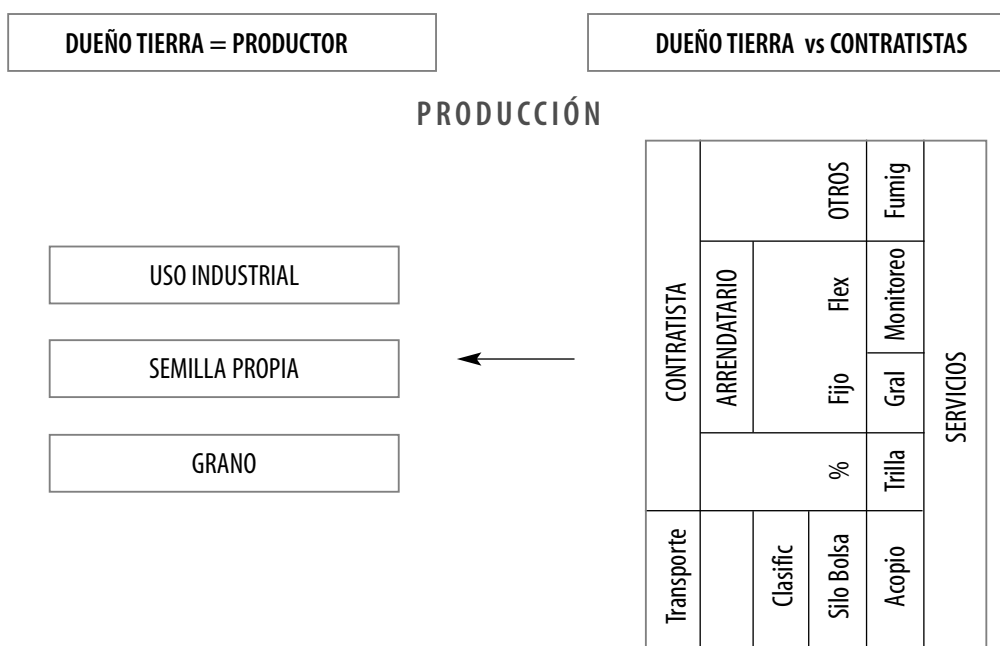 DUEÑO TIERRA = PRODUCTOR
DUEÑO TIERRA vs CONTRATISTAS
PRODUCCIÓN
USO INDUSTRIAL
SEMILLA PROPIA
GRANO
CONTRATISTA
ARRENDATARIO
OTROS
Flex
Fijo
%
Fumig
Monitoreo
Gral
Trilla
SERVICIOS
Transporte
Clasific
Silo Bolsa
Acopio